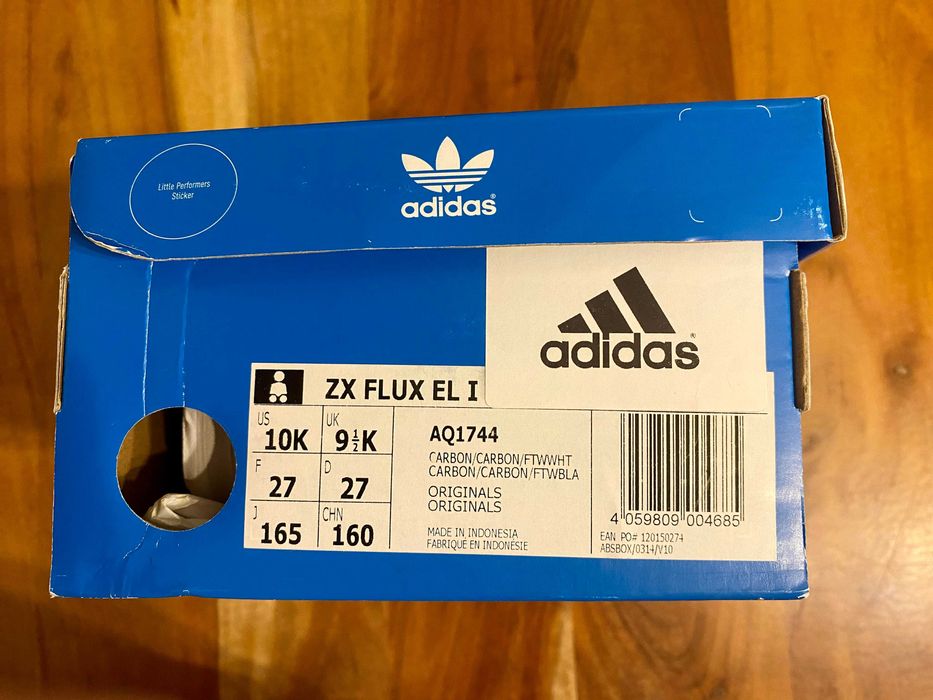 Little Performers
Sticker
adidas®
adidas®
ZX FLUX EL I
US
10K
UK
9½K
F
27
D
27
J
165
CHN
160
AQ1744
CARBON/CARBON/FTWWHT
CARBON/CARBON/FTWBLA
ORIGINALS
ORIGINALS
MADE IN INDONESIA
FABRIQUE EN INDONESIE
4 059809 004685
EAN PO# 120150274
ABSBOX/0314/V10